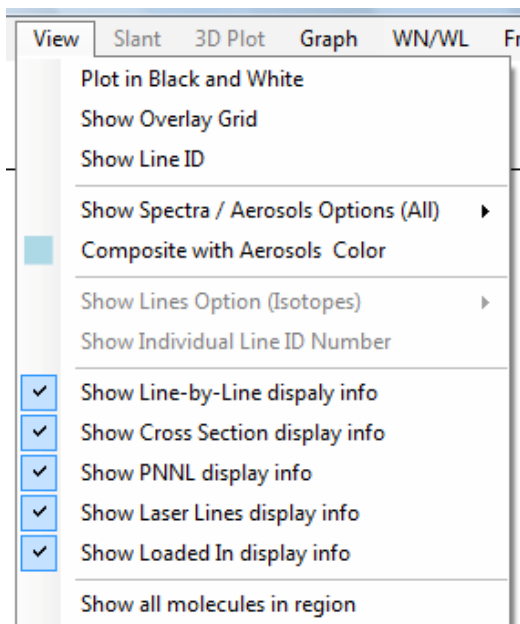 View Slant 3D Plot Graph WN/WL
Plot in Black and White
Show Overlay Grid
Show Line ID
Show Spectra / Aerosols Options (All)
Composite with Aerosols Color
Show Lines Option (Isotopes)
Show Individual Line ID Number
Show Line-by-Line dispaly info
Show Cross Section display info
Show PNNL display info
Show Laser Lines display info
Show Loaded In display info
Show all molecules in region